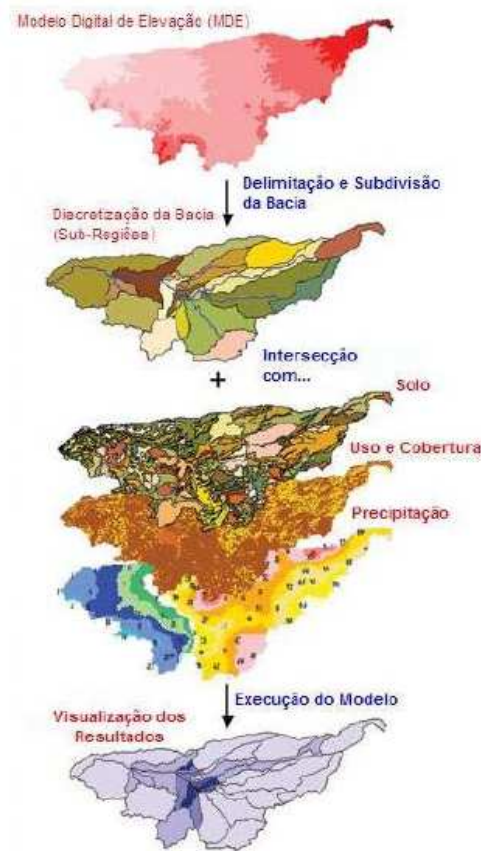 Modelo Digital de Elevação (MDE)
Delimitação e Subdivisão
da Bacia
Discretização da Bacia
(Sub-Regiões)
Intersecção
com...
+
Solo
Uso e Cobertura
Precipitação
Execução do Modelo
Visualização dos
Resultados